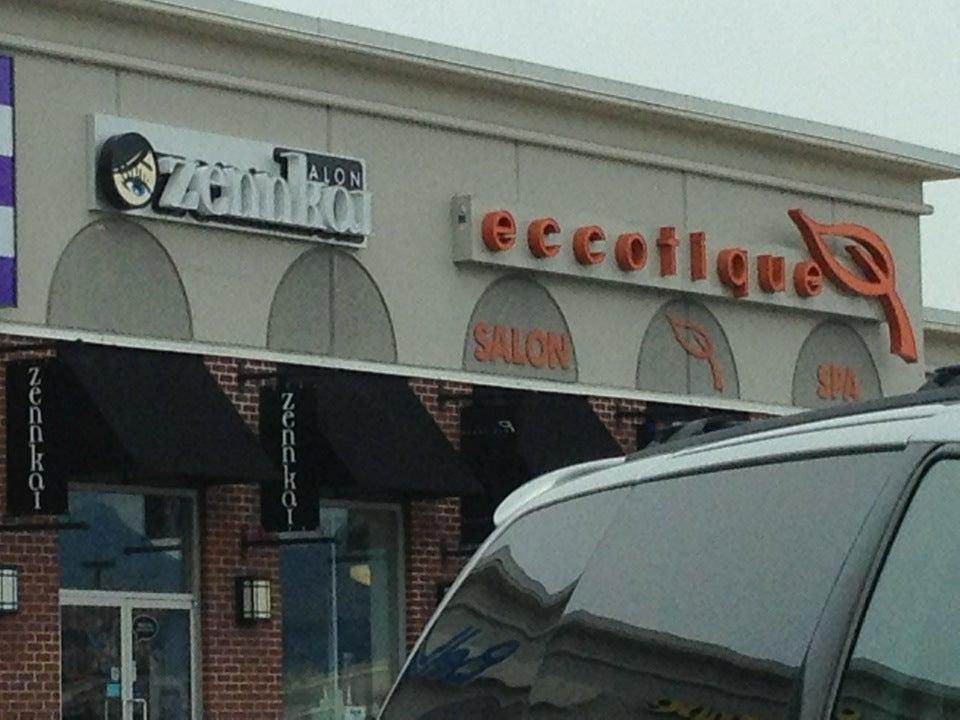 zennkai
SALON
eccotique
SALON
SPA
zennkai
zennkai